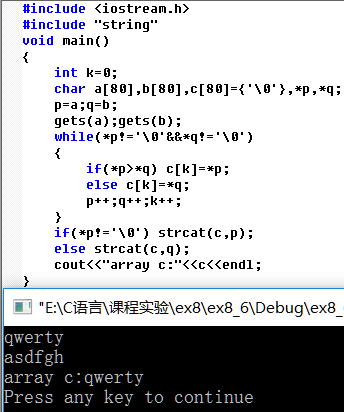 #include <iostream.h>
#include "string"
void main()
{
    int k=0;
    char a[80],b[80],c[80]={'\0'},*p,*q;
    p=a;q=b;
    gets(a);gets(b);
    while(*p!='\0'&&*q!='\0')
    {
        if(*p>*q) c[k]=*p;
        else c[k]=*q;
        p++;q++;k++;
    }
    if(*p!='\0') strcat(c,p);
    else strcat(c,q);
    cout<<"array c:"<<c<<endl;
}
"E:\C语言\课程实验\ex8\ex8_6\Debug\ex8_
qwerty
asdfgh
array c:qwerty
Press any key to continue